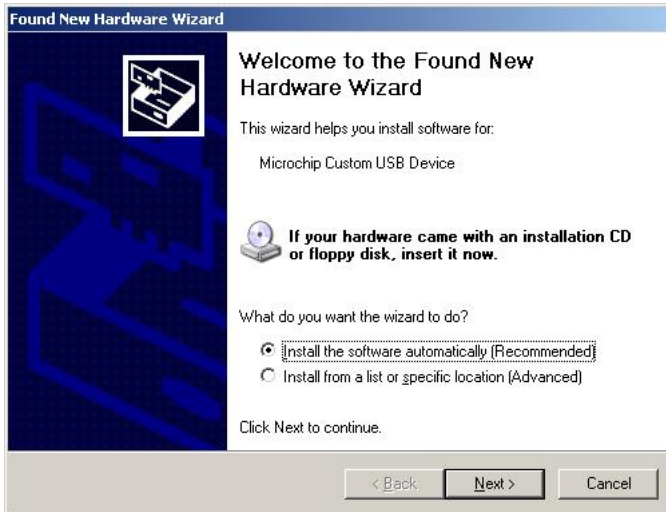 Found New Hardware Wizard
Welcome to the Found New
Hardware Wizard
This wizard helps you install software for:
Microchip Custom USB Device
If your hardware came with an installation CD
or floppy disk, insert it now.
What do you want the wizard to do?
Install the software automatically (Recommended)
Install from a list or specific location (Advanced)
Click Next to continue.
< Back Next > Cancel